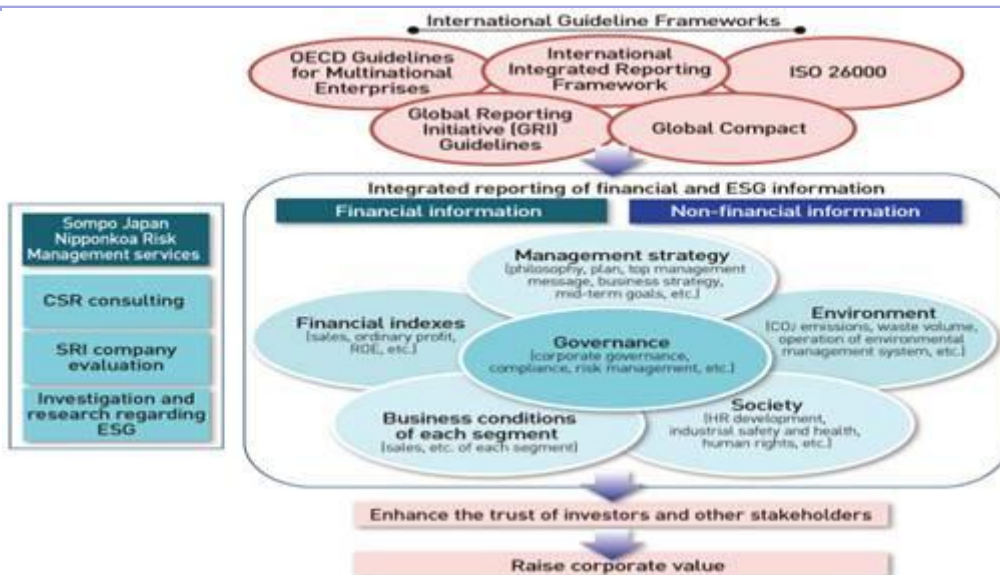 International Guideline Frameworks
OECD Guidelines
for Multinational
Enterprises
International
Integrated Reporting
Framework
ISO 26000
Global Reporting
Initiative (GRI)
Guidelines
Global Compact
Integrated reporting of financial and ESG information
Financial information
Non-financial information
Sompo Japan
Nipponkoa Risk
Management services
CSR consulting
SRI company
evaluation
Investigation and
research regarding
ESG
Management strategy
(philosophy, plan, top management
message, business strategy,
mid-term goals, etc.)
Financial indexes
(sales, ordinary profit,
ROE, etc.)
Governance
(corporate governance,
compliance, risk management, etc.)
Environment
(CO2 emissions, waste volume,
operation of environmental
management system, etc.)
Business conditions
of each segment
(sales, etc. of each segment)
Society
(HR development,
industrial safety and health,
human rights, etc.)
Enhance the trust of investors and other stakeholders
Raise corporate value